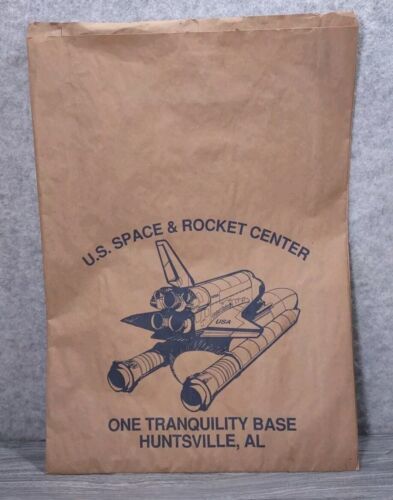 U.S. SPACE & ROCKET CENTER
USA
ONE TRANQUILITY BASE
HUNTSVILLE, AL